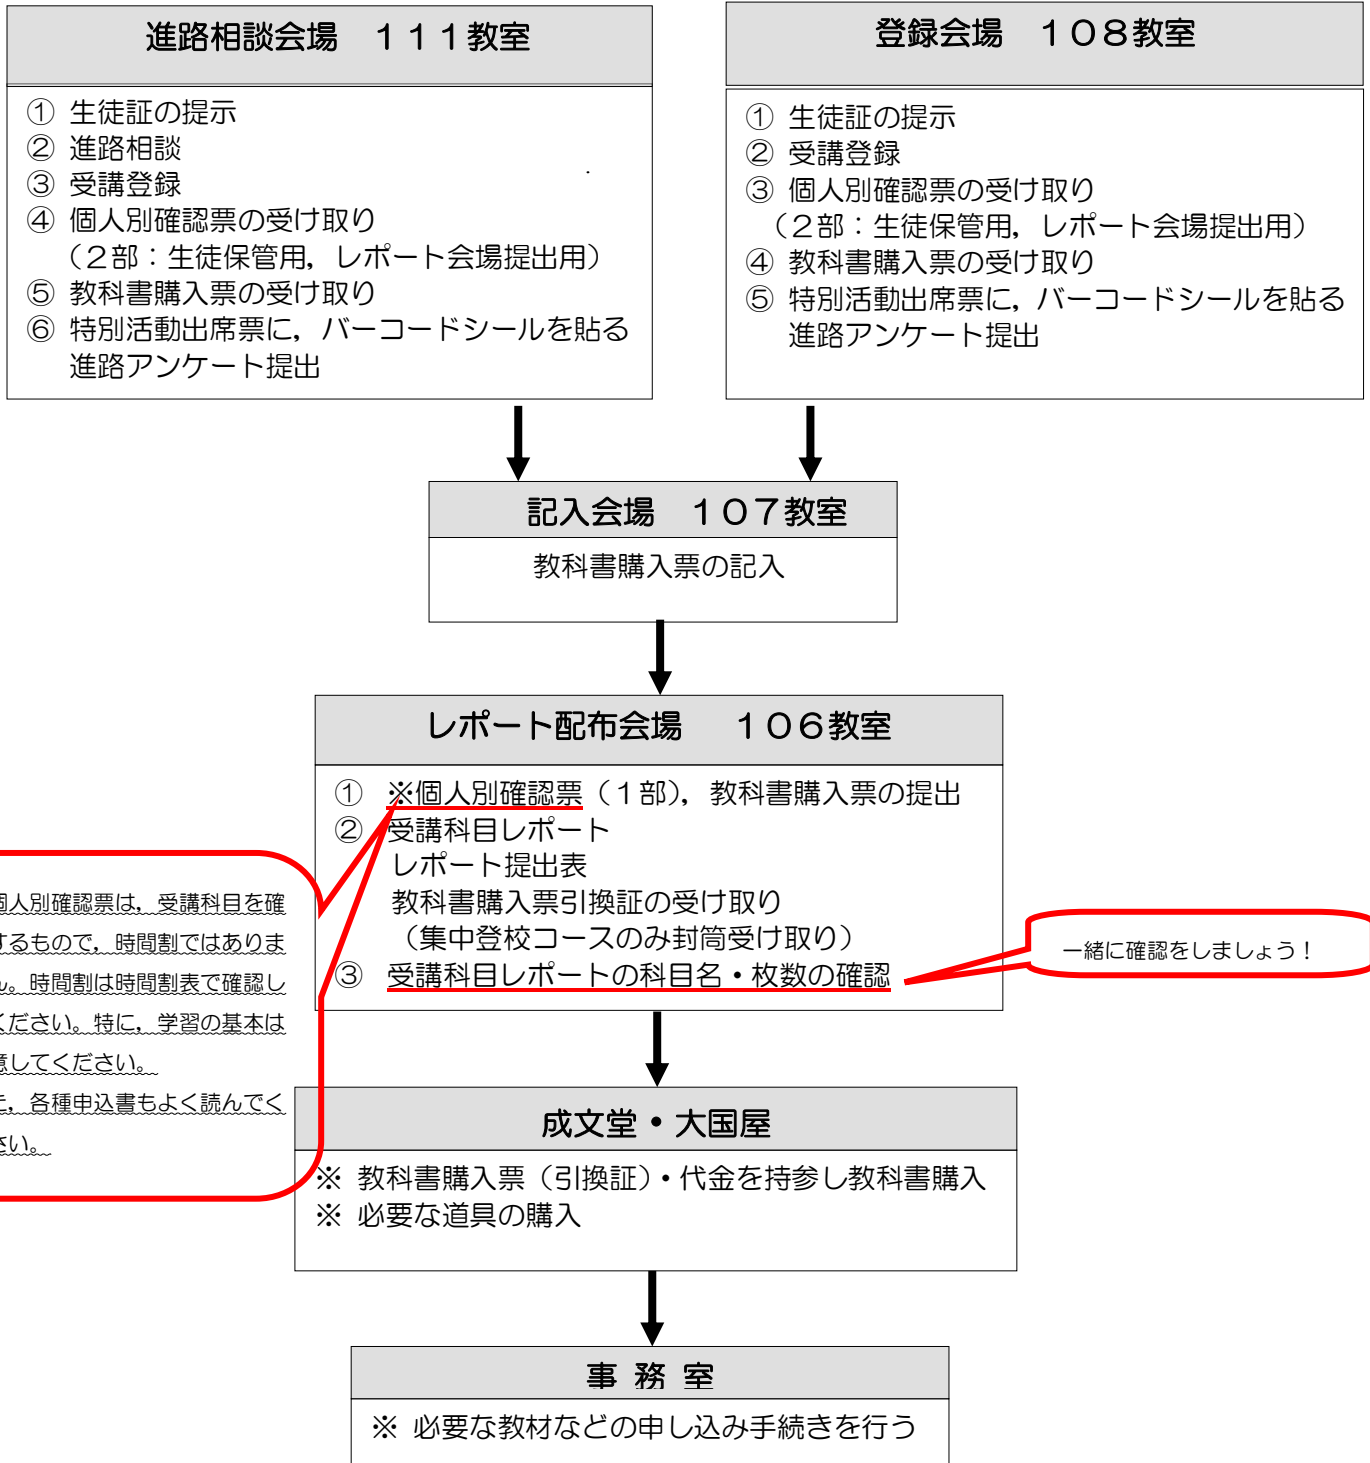 進路相談会場　１１１教室
① 生徒証の提示
② 進路相談
③ 受講登録
④ 個人別確認票の受け取り
（２部：生徒保管用，レポート会場提出用）
⑤ 教科書購入票の受け取り
⑥ 特別活動出席票に，バーコードシールを貼る
進路アンケート提出
登録会場　１０８教室
① 生徒証の提示
② 受講登録
③ 個人別確認票の受け取り
（２部：生徒保管用，レポート会場提出用）
④ 教科書購入票の受け取り
⑤ 特別活動出席票に，バーコードシールを貼る
進路アンケート提出
記入会場　１０７教室
教科書購入票の記入
レポート配布会場　１０６教室
① ※個人別確認票（１部），教科書購入票の提出
② 受講科目レポート
レポート提出表
教科書購入票引換証の受け取り
（集中登校コースのみ封筒受け取り）
③ 受講科目レポートの科目名・枚数の確認
個人別確認票は，受講科目を確
するもので，時間割ではありま
ん。時間割は時間割表で確認し
ください。特に，学習の基本は
意してください。
た，各種申込書もよく読んでく
さい。
一緒に確認をしましょう！
成文堂・大国屋
※ 教科書購入票（引換証）・代金を持参し教科書購入
※ 必要な道具の購入
事 務 室
※ 必要な教材などの申し込み手続きを行う